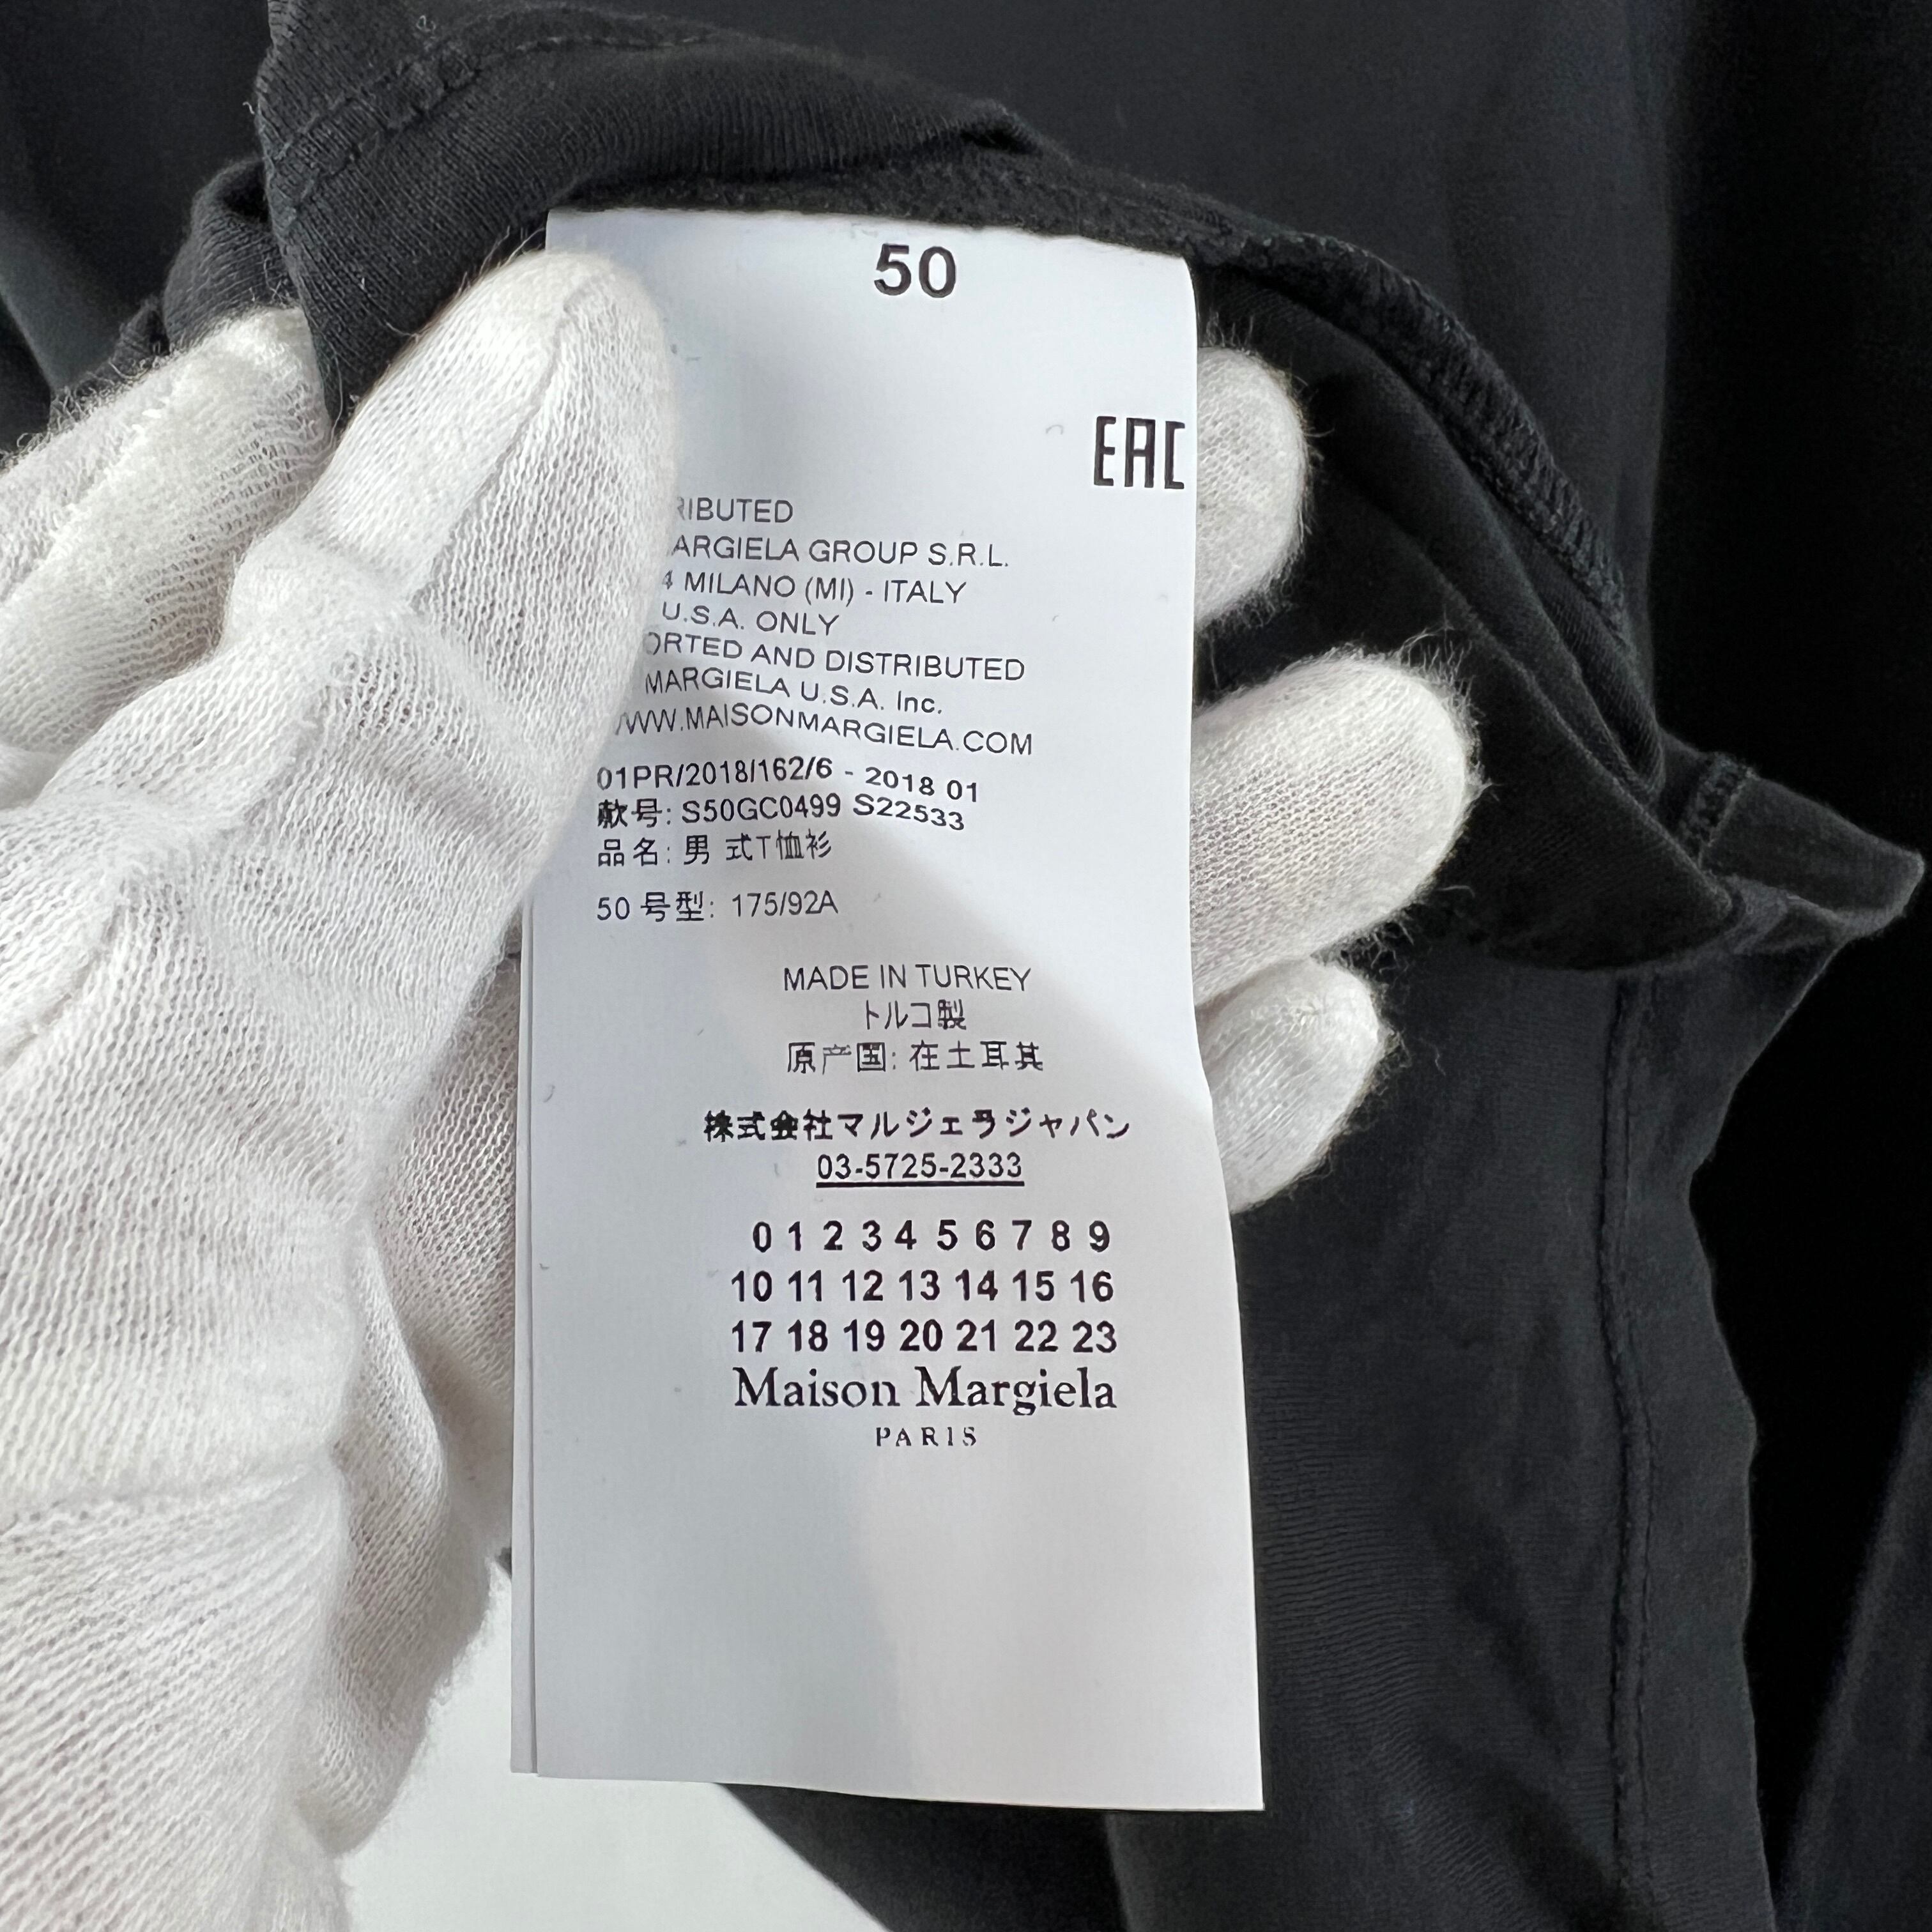 50
EAC
RIBUTED
ARGIELA GROUP S.R.L.
4 MILANO (MI) - ITALY
U.S.A. ONLY
ORTED AND DISTRIBUTED
MARGIELA U.S.A. Inc.
WWW.MAISONMARGIELA.COM
01PR/2018/162/6 - 2018 01
款号: S50GC0499 S22533
品名: 男 式T恤衫
50 号型: 175/92A
MADE IN TURKEY
トルコ製
原产国: 在土耳其
株式会社マルジェラジャパン
03-5725-2333
0 1 2 3 4 5 6 7 8 9
10 11 12 13 14 15 16
17 18 19 20 21 22 23
Maison Margiela
PARIS